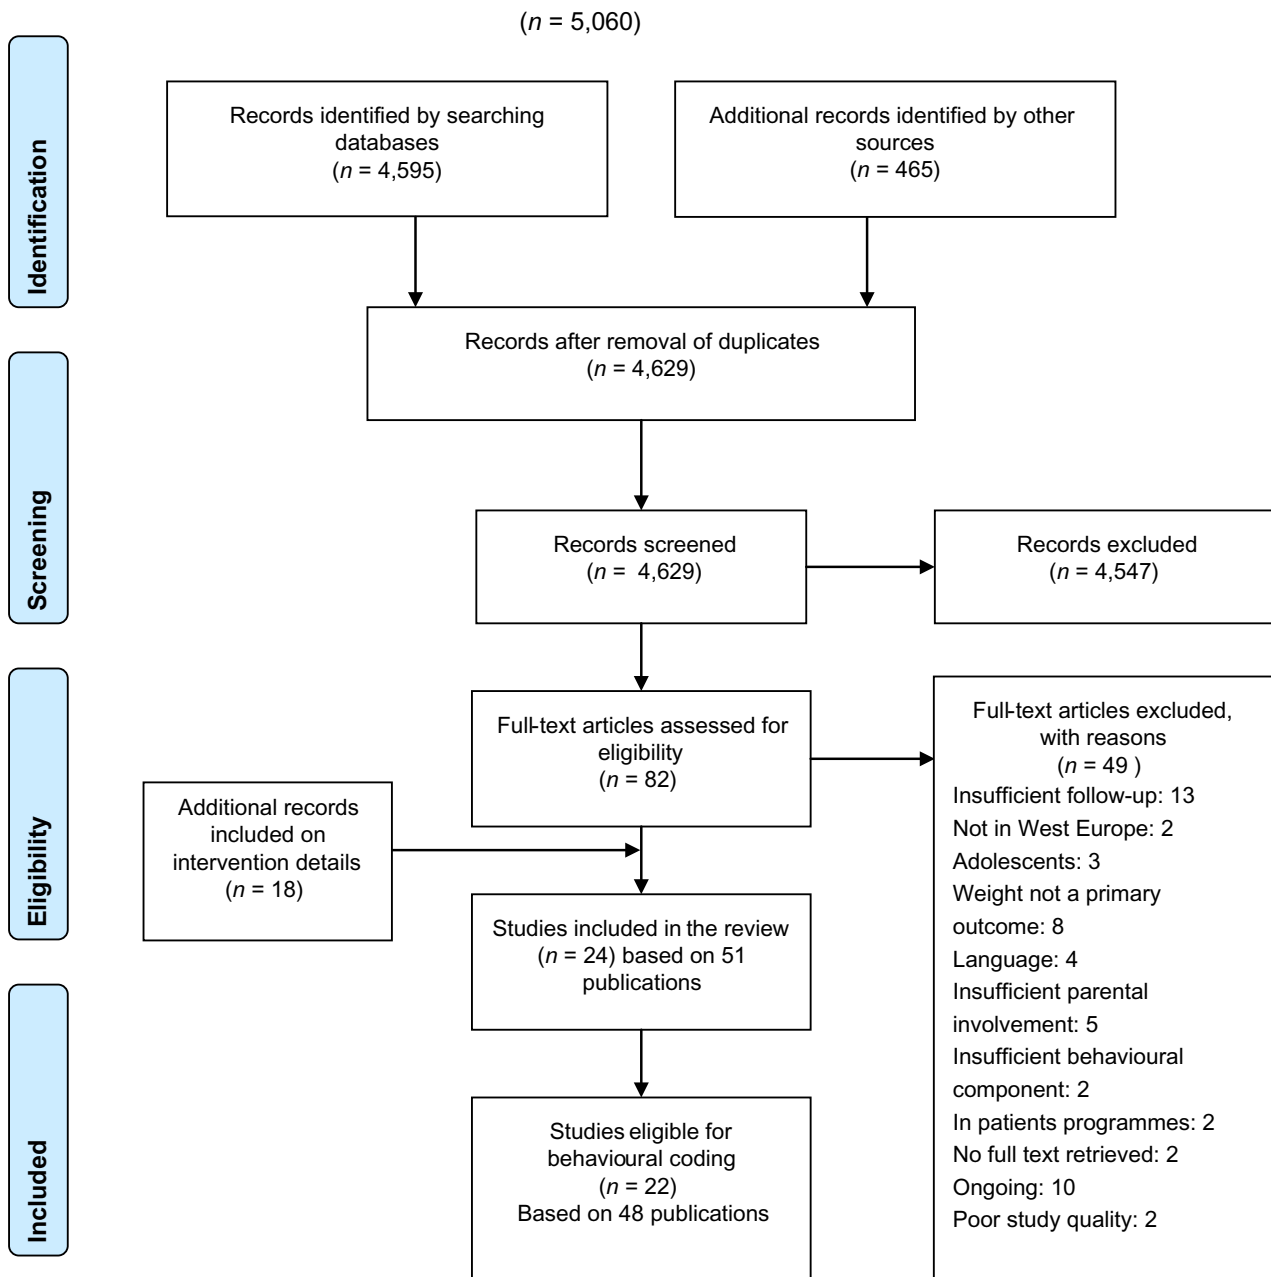 (n = 5,060)
Identification
Records identified by searching
databases
(n = 4,595)
Additional records identified by other
sources
(n = 465)
Records after removal of duplicates
(n = 4,629)
Screening
Records screened
(n =  4,629)
Records excluded
(n = 4,547)
Eligibility
Full-text articles assessed for
eligibility
(n = 82)
Full-text articles excluded,
with reasons
(n = 49 )
Insufficient follow-up: 13
Not in West Europe: 2
Adolescents: 3
Weight not a primary
outcome: 8
Language: 4
Insufficient parental
involvement: 5
Insufficient behavioural
component: 2
In patients programmes: 2
No full text retrieved: 2
Ongoing: 10
Poor study quality: 2
Additional records
included on
intervention details
(n = 18)
Studies included in the review
(n = 24) based on 51
publications
Included
Studies eligible for
behavioural coding
(n = 22)
Based on 48 publications